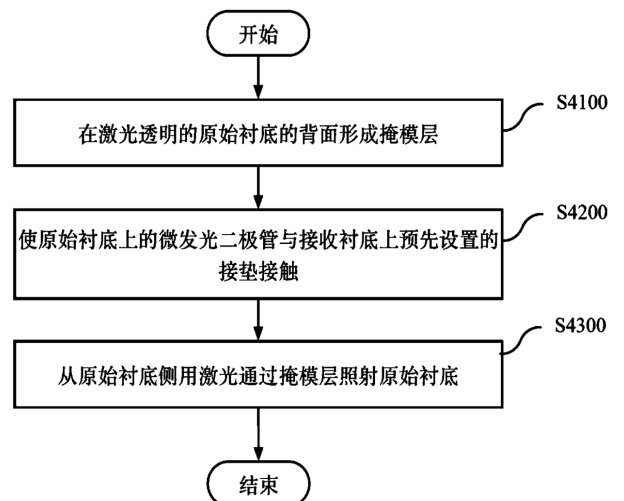 开始
S4100
在激光透明的原始衬底的背面形成掩模层
S4200
使原始衬底上的微发光二极管与接收衬底上预先设置的
接垫接触
S4300
从原始衬底侧用激光通过掩模层照射原始衬底
结束